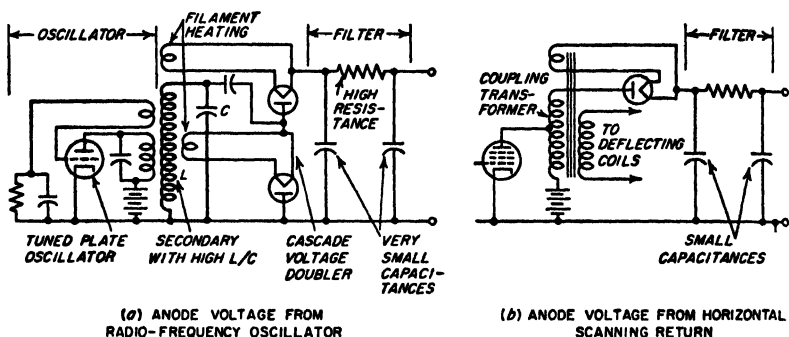 OSCILLATOR
FILAMENT
HEATING
FILTER
C
HIGH
RESIS-
TANCE
L
TUNED PLATE
OSCILLATOR
SECONDARY
WITH HIGH L/C
CASCADE
VOLTAGE
DOUBLER
VERY
SMALL
CAPACI-
TANCES
(a) ANODE VOLTAGE FROM
RADIO-FREQUENCY OSCILLATOR
FILTER
COUPLING
TRANS-
FORMER
TO
DEFLECTING
COILS
SMALL
CAPACITANCES
(b) ANODE VOLTAGE FROM HORIZONTAL
SCANNING RETURN